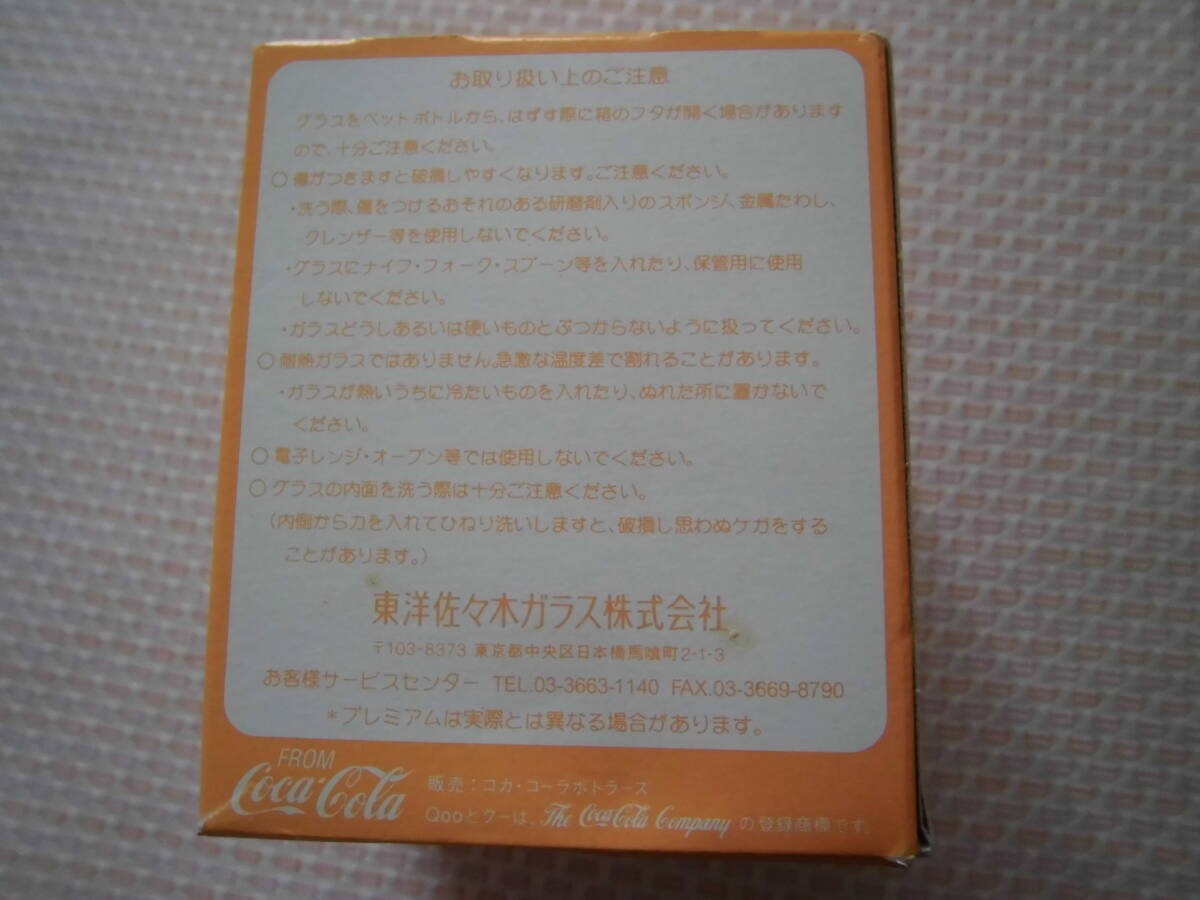 お取り扱い上のご注意
グラスをペットボトルから、はずす際に箱のフタが開く場合があります
ので、十分ご注意ください。
○ 傷がつきますと破損しやすくなります。ご注意ください。
・洗う際、傷をつけるおそれのある研磨剤入りのスポンジ、金属たわし、
クレンザー等を使用しないでください。
・グラスにナイフ・フォーク・スプーン等を入れたり、保管用に使用
しないでください。
・ガラスどうしあるいは硬いものとぶつからないように扱ってください。
○ 耐熱ガラスではありません。急激な温度差で割れることがあります。
・ガラスが熱いうちに冷たいものを入れたり、ぬれた所に置かないで
ください。
○ 電子レンジ・オーブン等では使用しないでください。
○ グラスの内面を洗う際は十分ご注意ください。
（内側から力を入れてひねり洗いしますと、破損し思わぬケガをする
ことがあります。）
東洋佐々木ガラス株式会社
〒103-8373 東京都中央区日本橋馬喰町2-1-3
お客様サービスセンター TEL.03-3663-1140 FAX.03-3669-8790
＊プレミアムは実際とは異なる場合があります。
FROM
Coca-Cola
販売：コカ・コーラボトラーズ
Qooとクーは、The Coca-Cola Company の登録商標です。